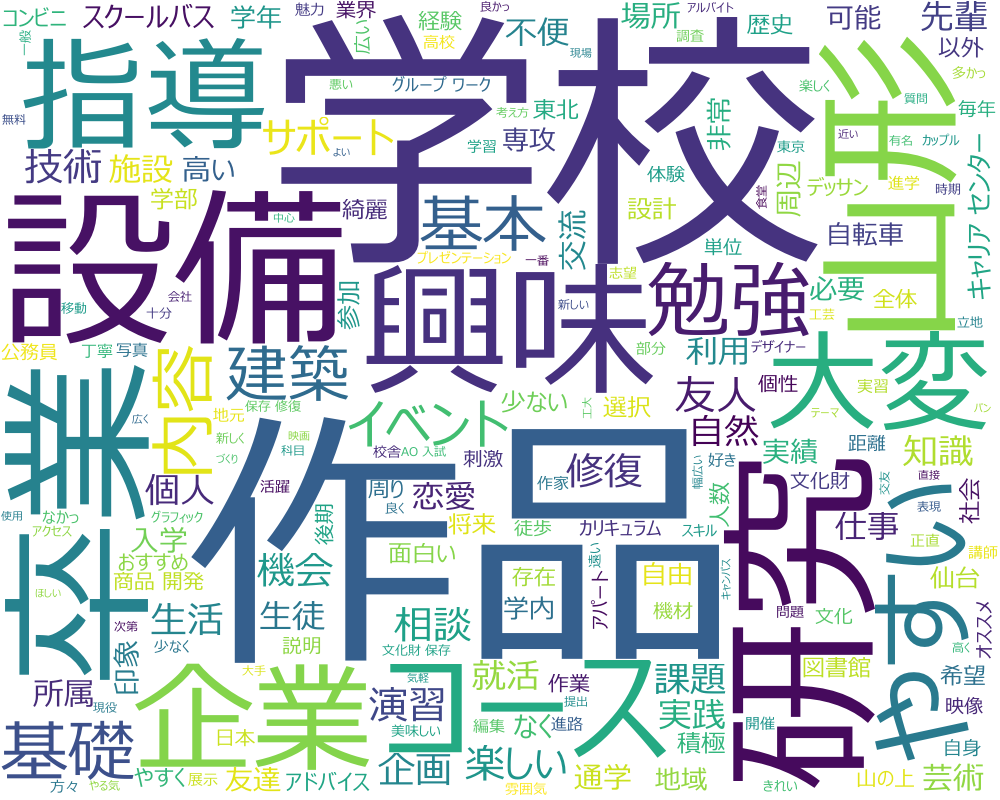 コンビニ
スクールバス
学年
魅力
業界
良かっ
アルバイト
一般
広い
経験
高校
不便
場所
調査
歴史
可能
先輩
以外
多かっ
指導
学校
山形
現場
悪い
グループ ワーク
考え方
東北
非常
楽しく
質問
毎年
無料
サポート
学習
専攻
東京
近い
有名
カップル
技術
施設
高い
よい
体験
食堂
周辺
デッサン
進学
時期
学部
綺麗
基本
交流
設計
キャリア センター
設備
中心
プレゼンテーション
一番
単位
自転車
志望
興味
勉強
必要
全体
移動
会社
十分
参加
新しい
工芸
立地
公務員
丁寧
写真
建築
部分
利用
デザイナー
大変
卒業
内容
保存 修復
少ない
工大
選択
友人
個性
実習
テーマ
パン
広く
地元
イベント
自然
新しく
映画
校舎
AO 入試
刺激
修復
実績
距離
知識
づくり
科目
作品
幅広い
好き
個人
活躍
周り
恋愛
作家
人数
文化財
交友
直接
社会
研究
やすい
使用
なかっ
グラフィック
後期
良く
将来
徒歩
カリキュラム
スキル
仕事
表現
アクセス
入学
正直
講師
おすすめ
機会
面白い
速い
存在
自由
キャンパス
ほしい
商品 開発
仙台
生活
生徒
相談
学内
アパート
機材
問題
文化
オススメ
次第
印象
少なく
説明
文化財 保存
図書館
大手
企業
コース
気軽
就活
作業
課題
希望
所属
現役
演習
提出
実践
映像
基礎
日本
編集
なく
進路
開催
自身
美味しい
積極
方々
やすく
展示
友達
アドバイス
企画
楽しい
通学
地域
山の上
芸術
やる気
雰囲気
きれい